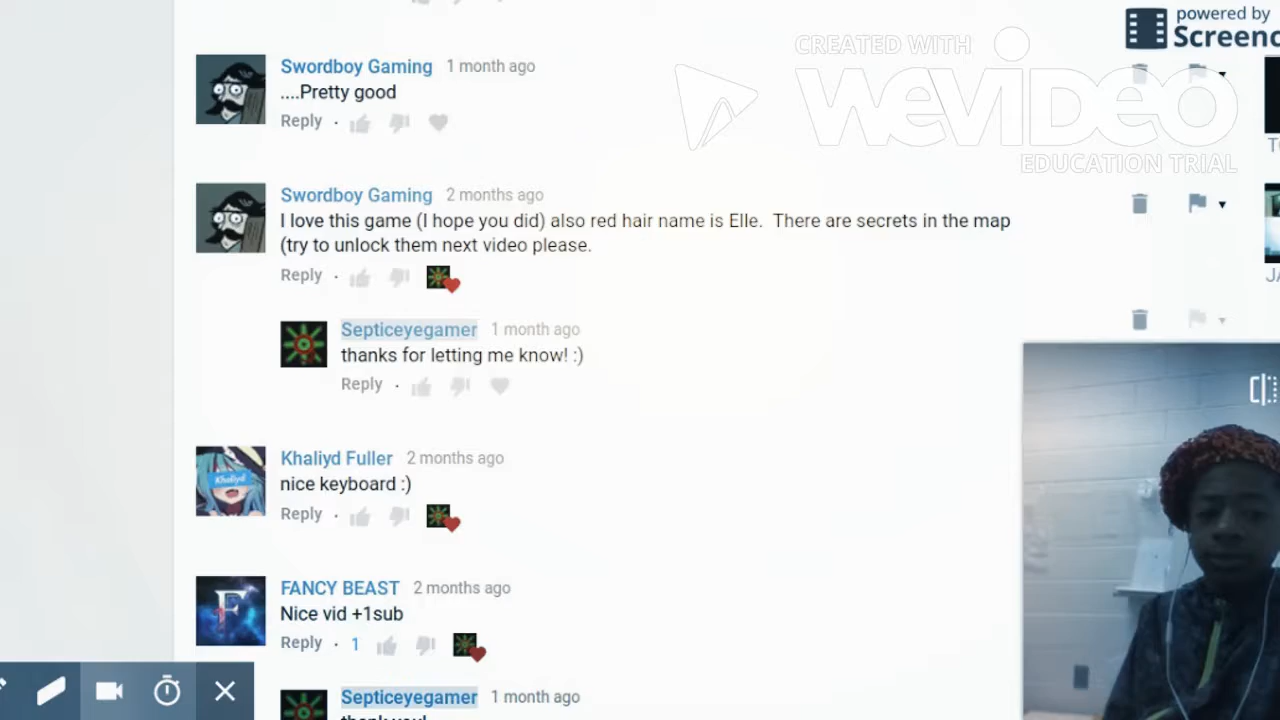 powered by
CREATED WITH
WeVIDEO
EDUCATION TRIAL
Swordboy Gaming 1 month ago
....Pretty good
Reply ·
Swordboy Gaming 2 months ago
I love this game (I hope you did) also red hair name is Elle.  There are secrets in the map
(try to unlock them next video please.
Reply ·
Septiceyegamer 1 month ago
thanks for letting me know! :)
Reply ·
Khaliyd Fuller 2 months ago
Khaliyd
nice keyboard :)
Reply ·
FANCY BEAST 2 months ago
F
Nice vid +1sub
Reply · 1
Septiceyegamer 1 month ago
thank you!